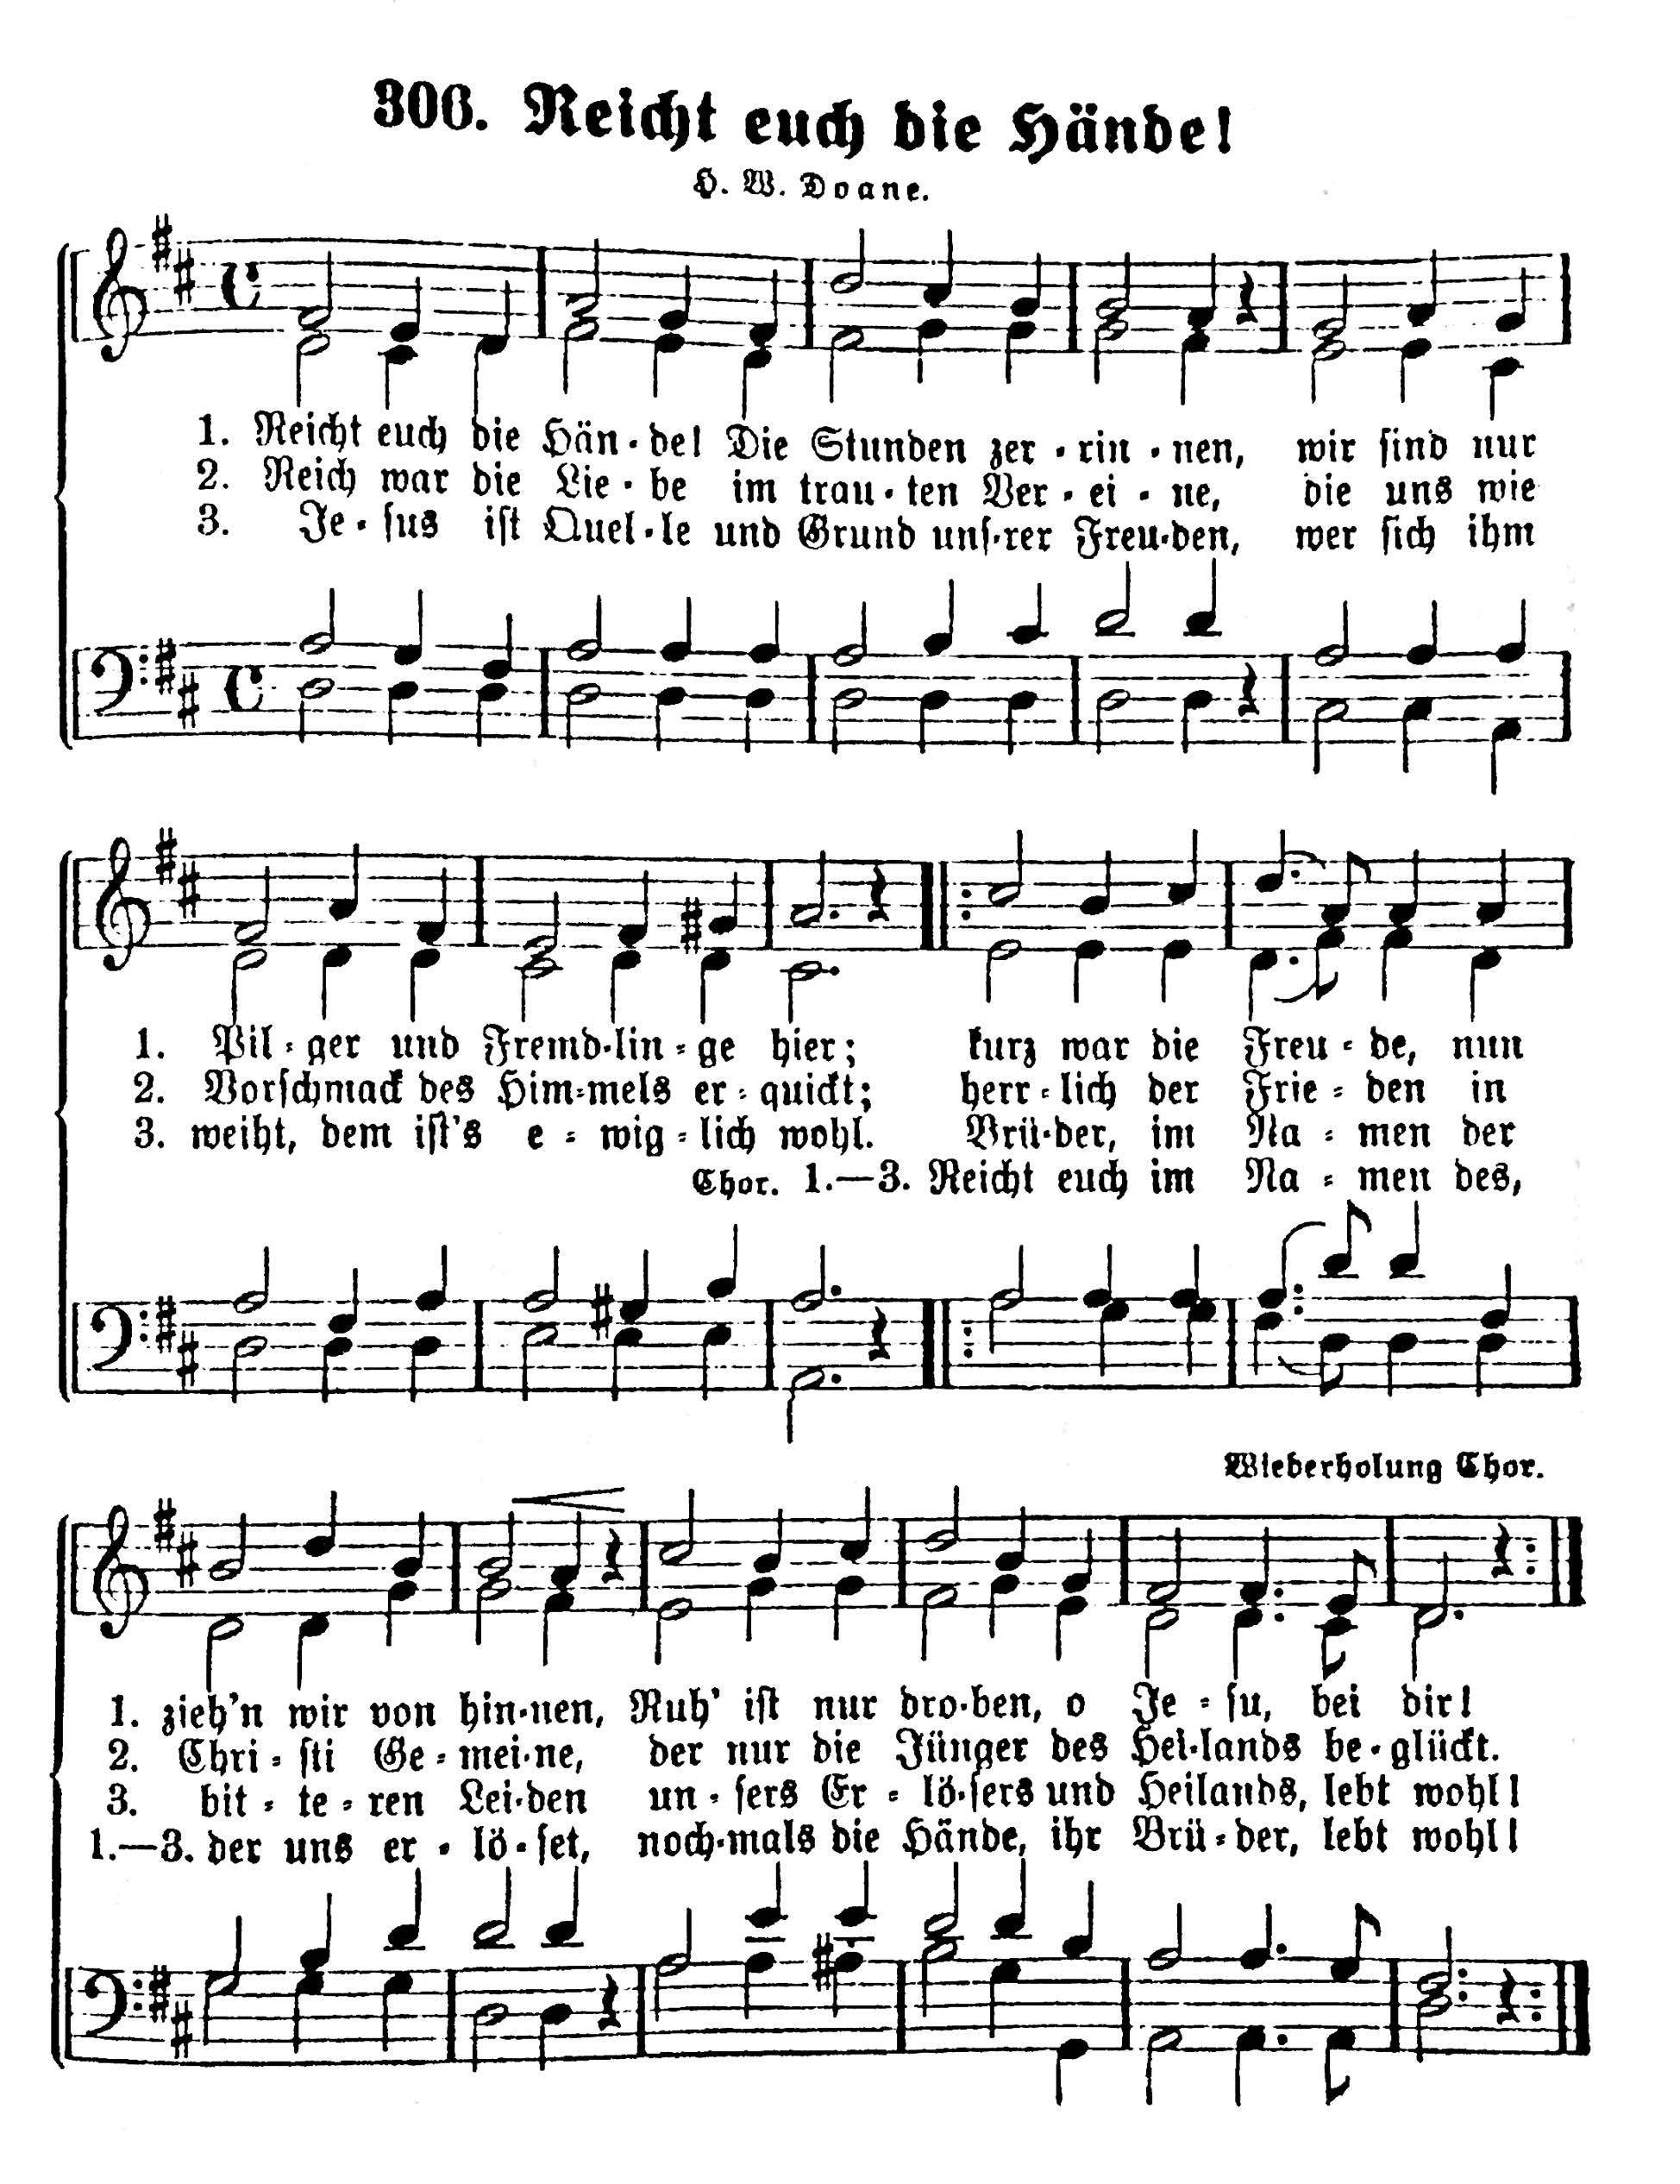 306. Reicht euch die Hände!
H. W. Doane.
1. Reicht euch die Hän-de! Die Stunden zer-rin-nen, wir sind nur
2. Reich war die Lie-be im trau-ten Ver-ei-ne, die uns wie
3. Je-sus ist Quel-le und Grund uns-rer Freu-den, wer sich ihm
1. Pil-ger und Fremd-lin-ge hier; kurz war die Freu-de, nun
2. Vorschmack des Him-mels er-quickt; herr-lich der Frie-den in
3. weiht, dem ist's e-wig-lich wohl. Brü-der, im Na-men der
Chor. 1.—3. Reicht euch im Na-men des,
Wiederholung Chor.
1. zieh'n wir von hin-nen, Ruh' ist nur dro-ben, o Je-su, bei dir!
2. Chri-sti Ge-mei-ne, der nur die Jünger des Hei-lands be-glückt.
3. bit-te-ren Lei-den un-sers Er-lö-sers und Heilands, lebt wohl!
1.—3. der uns er-lö-set, noch-mals die Hände, ihr Brü-der, lebt wohl!